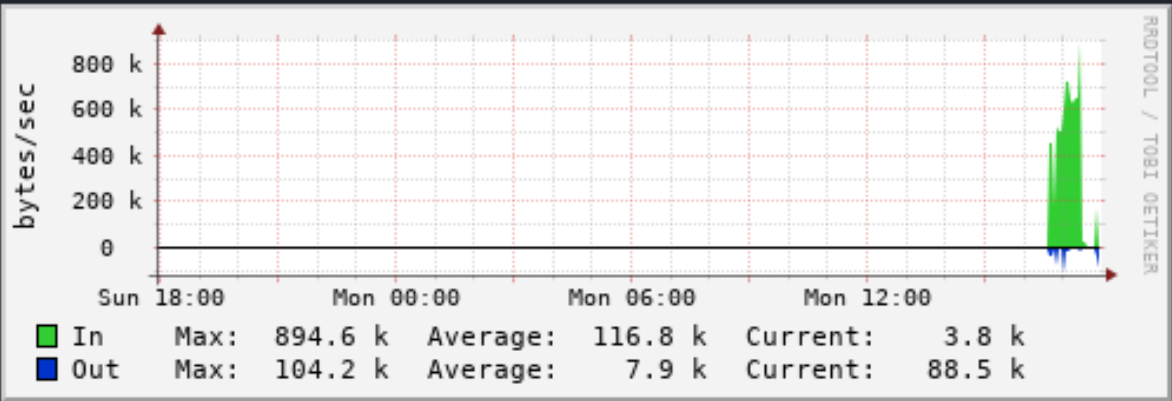 RRDTOOL / TOBI OETIKER
bytes/sec
800 k
600 k
400 k
200 k
0
Sun 18:00 Mon 00:00 Mon 06:00 Mon 12:00
In Max: 894.6 k Average: 116.8 k Current: 3.8 k
Out Max: 104.2 k Average: 7.9 k Current: 88.5 k